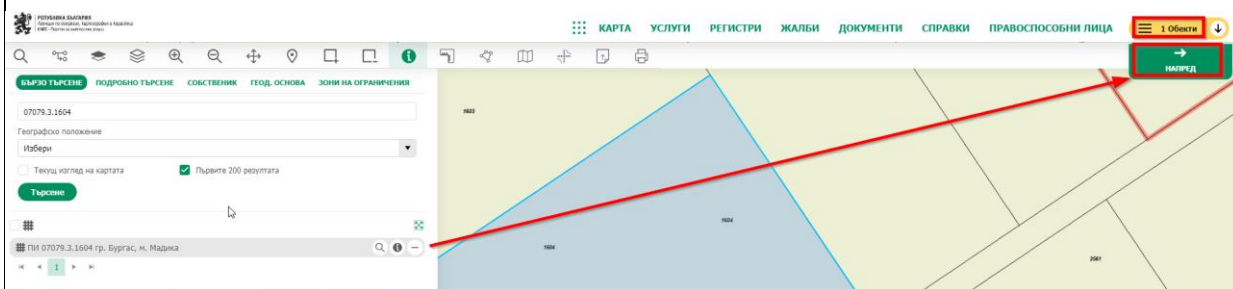 РЕПУБЛИКА БЪЛГАРИЯ
КАРТА УСЛУГИ РЕГИСТРИ ЖАЛБИ ДОКУМЕНТИ СПРАВКИ ПРАВОСПОСОБНИ ЛИЦА 1 Обекти
НАПРЕД
БЪРЗО ТЪРСЕНЕ ПОДРОБНО ТЪРСЕНЕ СОБСТВЕНИК ГЕОД. ОСНОВА ЗОНИ НА ОГРАНИЧЕНИЯ
07079.3.1604
Географско положение
Избери
Текущ изглед на картата Първите 200 резултата
Търсене
ПИ 07079.3.1604 гр. Бургас, м. Мадика
1
1603
1604
1604
2561